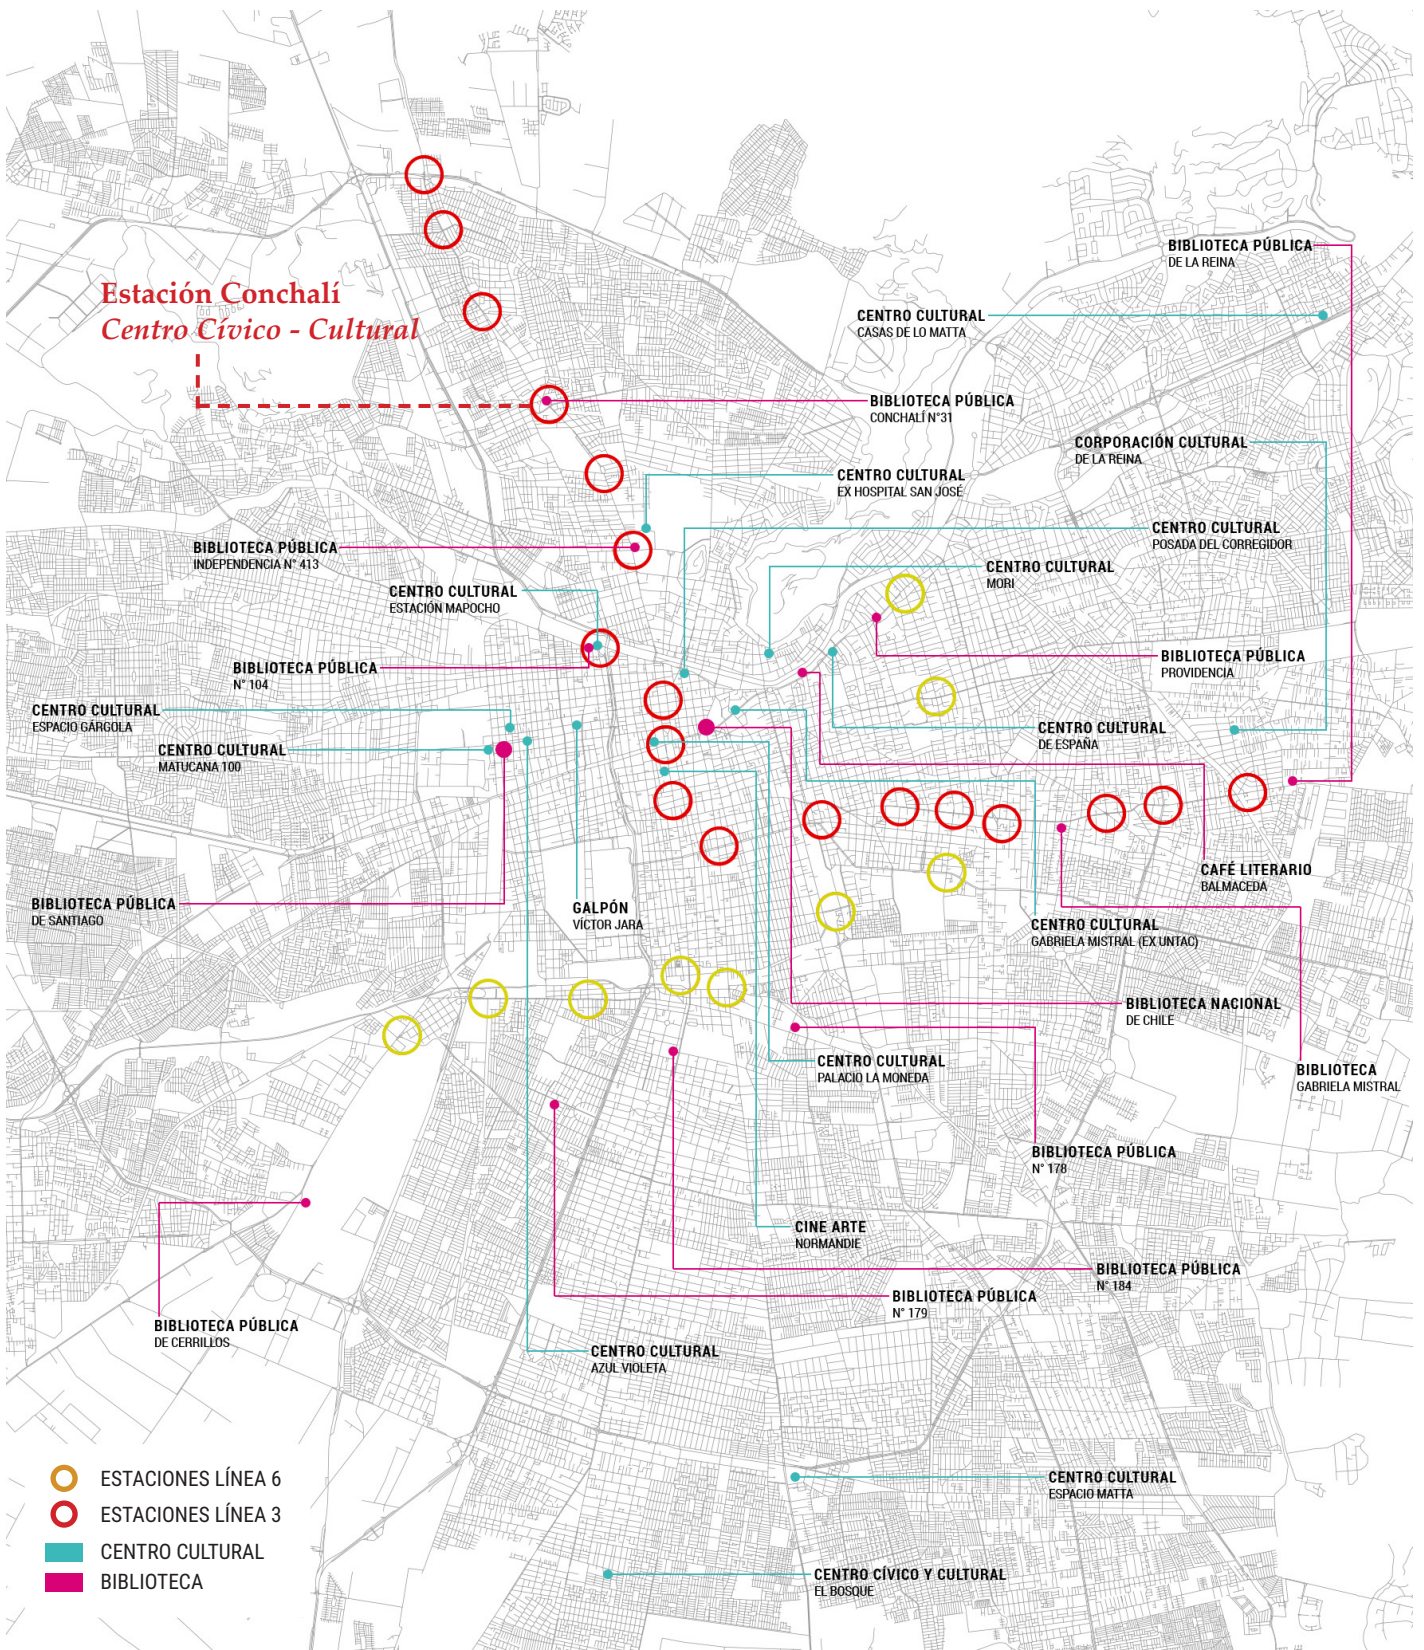 BIBLIOTECA PÚBLICA
DE LA REINA
Estación Conchalí
Centro Cívico - Cultural
CENTRO CULTURAL
CASAS DE LO MATTA
BIBLIOTECA PÚBLICA
CONCHALÍ N°31
CORPORACIÓN CULTURAL
DE LA REINA
CENTRO CULTURAL
EX HOSPITAL SAN JOSÉ
CENTRO CULTURAL
POSADA DEL CORREGIDOR
BIBLIOTECA PÚBLICA
INDEPENDENCIA N° 413
CENTRO CULTURAL
MORI
CENTRO CULTURAL
ESTACIÓN MAPOCHO
BIBLIOTECA PÚBLICA
PROVIDENCIA
BIBLIOTECA PÚBLICA
N° 104
CENTRO CULTURAL
ESPACIO GÁRGOLA
CENTRO CULTURAL
DE ESPAÑA
CENTRO CULTURAL
MATUCANA 100
CAFÉ LITERARIO
BALMACEDA
BIBLIOTECA PÚBLICA
DE SANTIAGO
GALPÓN
VÍCTOR JARA
CENTRO CULTURAL
GABRIELA MISTRAL (EX UNTAC)
BIBLIOTECA NACIONAL
DE CHILE
CENTRO CULTURAL
PALACIO LA MONEDA
BIBLIOTECA
GABRIELA MISTRAL
BIBLIOTECA PÚBLICA
N° 178
CINE ARTE
NORMANDIE
BIBLIOTECA PÚBLICA
N° 184
BIBLIOTECA PÚBLICA
N° 179
BIBLIOTECA PÚBLICA
DE CERRILLOS
CENTRO CULTURAL
AZUL VIOLETA
CENTRO CULTURAL
ESPACIO MATTA
CENTRO CÍVICO Y CULTURAL
EL BOSQUE
ESTACIONES LÍNEA 6
ESTACIONES LÍNEA 3
CENTRO CULTURAL
BIBLIOTECA